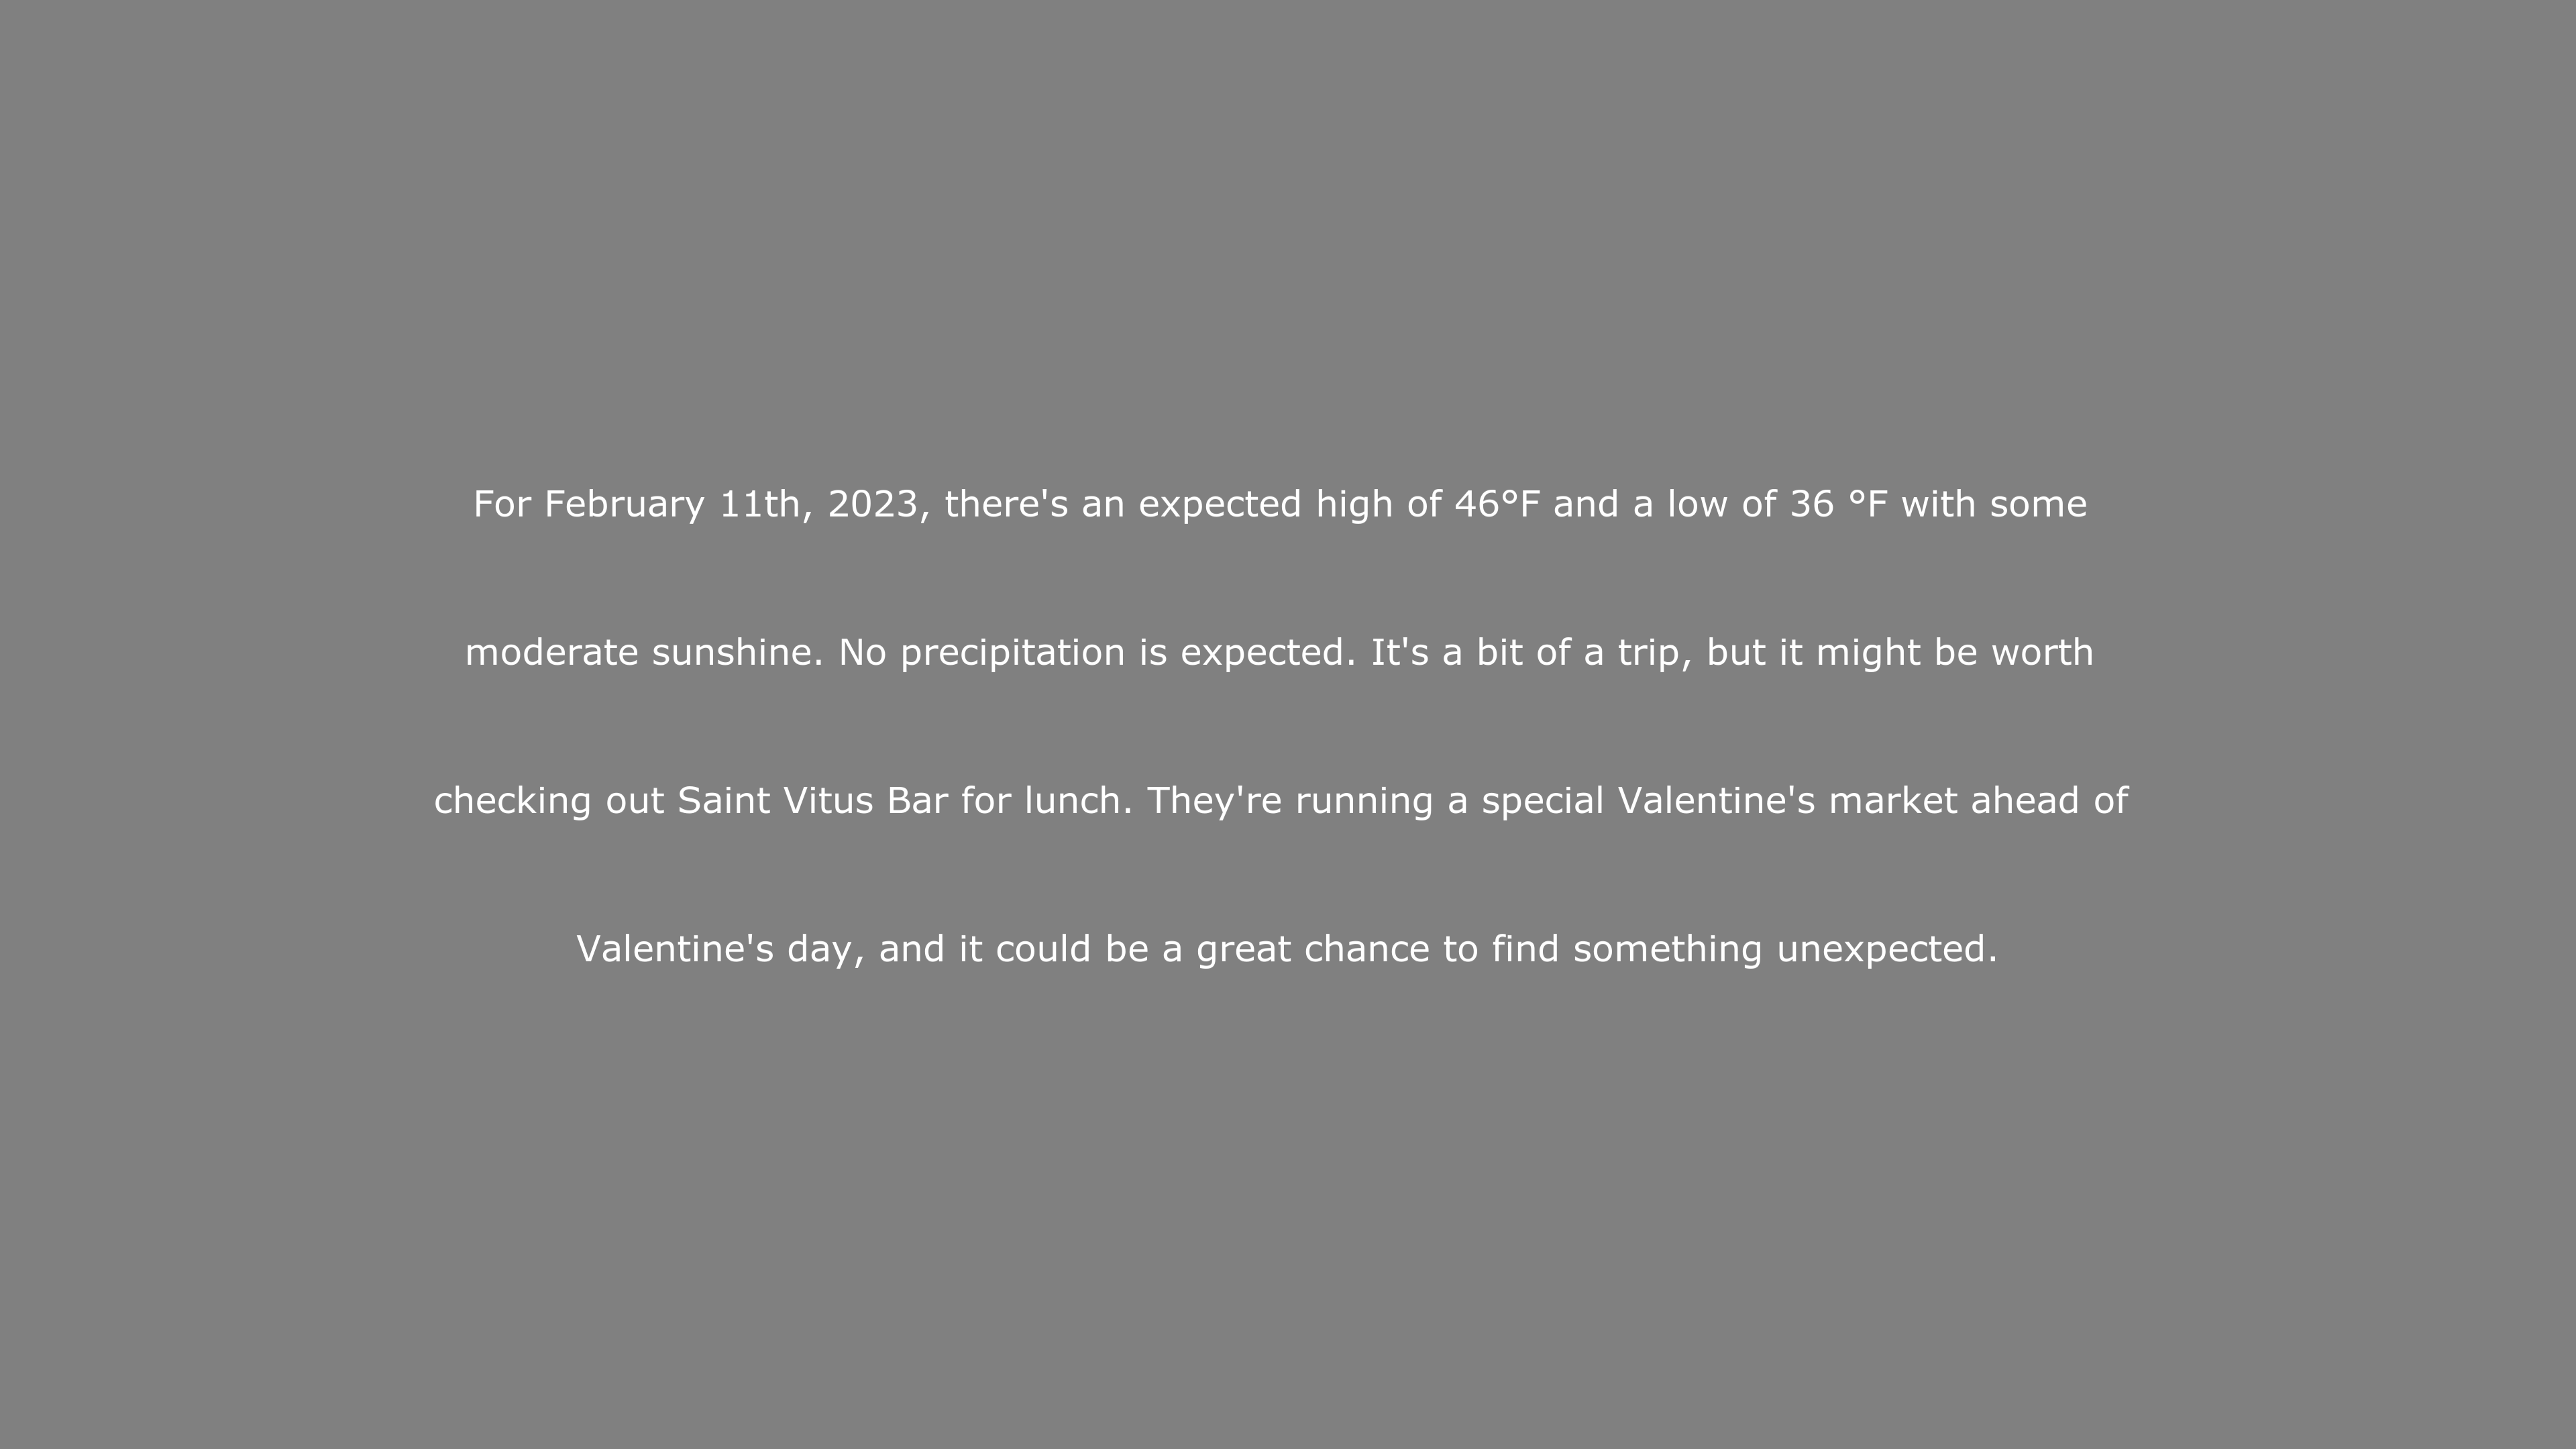 For February 11th, 2023, there's an expected high of 46°F and a low of 36 °F with some
moderate sunshine. No precipitation is expected. It's a bit of a trip, but it might be worth
checking out Saint Vitus Bar for lunch. They're running a special Valentine's market ahead of
Valentine's day, and it could be a great chance to find something unexpected.